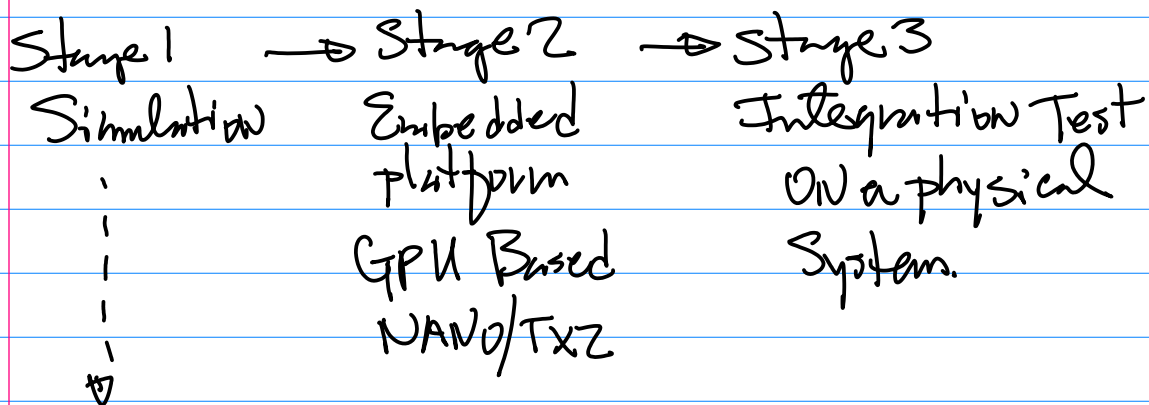 Stage 1 → Stage 2 → Stage 3
Simulation Embedded Integration Test
platform ON a physical
GPU Based System.
NANO/TX2